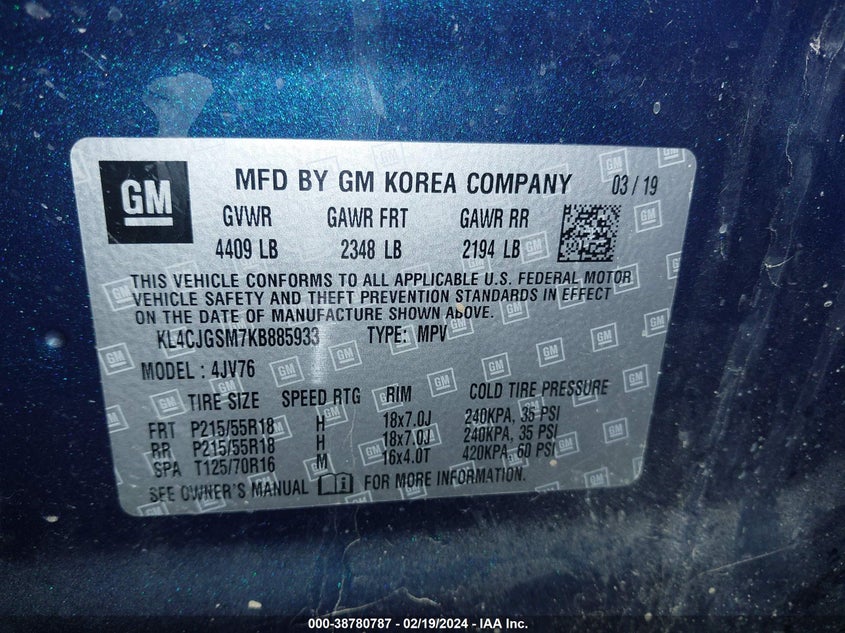 GM MFD BY GM KOREA COMPANY 03 / 19
GVWR GAWR FRT GAWR RR
4409 LB 2348 LB 2194 LB
THIS VEHICLE CONFORMS TO ALL APPLICABLE U.S. FEDERAL MOTOR
VEHICLE SAFETY AND THEFT PREVENTION STANDARDS IN EFFECT
ON THE DATE OF MANUFACTURE SHOWN ABOVE.
KL4CJGSM7KB885933 TYPE: MPV
MODEL : 4JV76
TIRE SIZE SPEED RTG RIM COLD TIRE PRESSURE
FRT P215/55R18 H 18x7.0J 240KPA, 35 PSI
RR P215/55R18 H 18x7.0J 240KPA, 35 PSI
SPA T125/70R16 M 16x4.0T 420KPA, 60 PSI
SEE OWNER'S MANUAL FOR MORE INFORMATION.
000-38780787 - 02/19/2024 - IAA Inc.